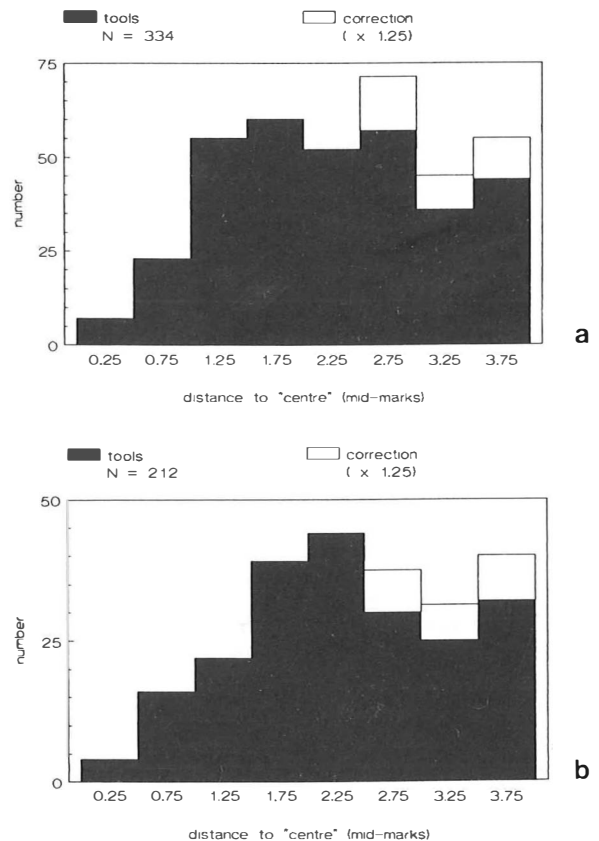 tools
N = 334
correction
( x 1.25)
75
50
25
0
number
0.25 0.75 1.25 1.75 2.25 2.75 3.25 3.75
distance to "centre" (mid-marks)
a
tools
N = 212
correction
( x 1.25)
50
25
0
number
0.25 0.75 1.25 1.75 2.25 2.75 3.25 3.75
distance to "centre" (mid-marks)
b